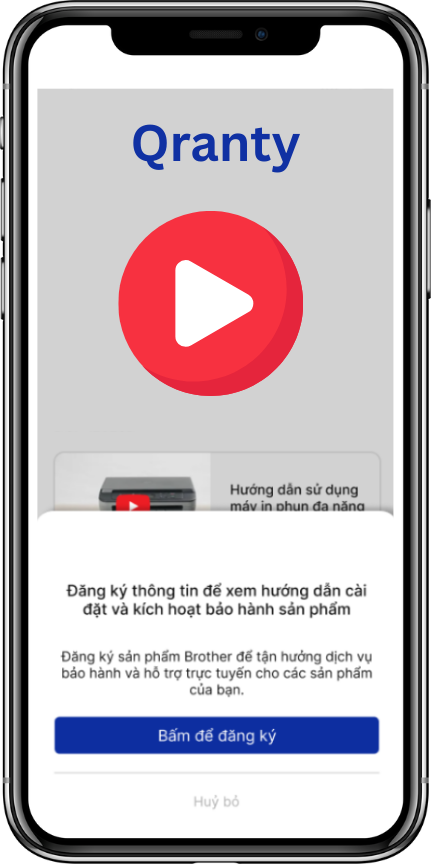 Qranty
Hướng dẫn sử dụng
máy in phun đa năng
Đăng ký thông tin để xem hướng dẫn cài
đặt và kích hoạt bảo hành sản phẩm
Đăng ký sản phẩm Brother để tận hưởng dịch vụ
bảo hành và hỗ trợ trực tuyến cho các sản phẩm
của bạn.
Bấm để đăng ký
Huỷ bỏ